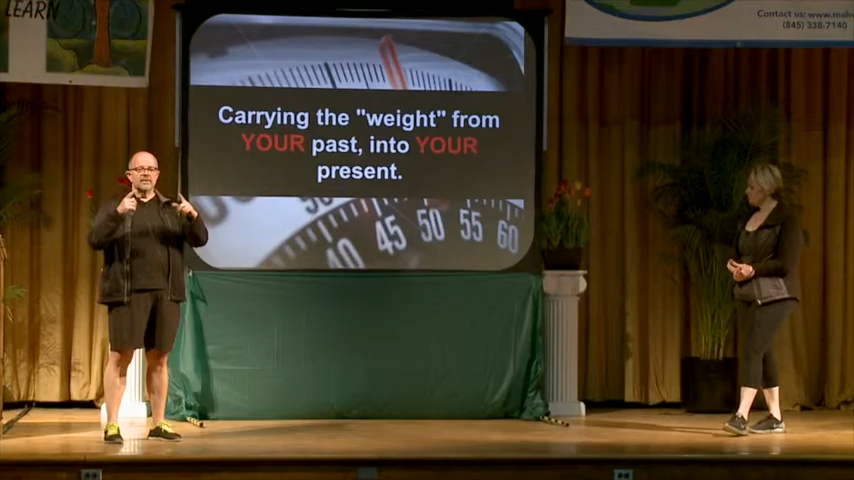 LEARN
Contact us: www.mahv
(845) 338-7140
Carrying the "weight" from
YOUR past, into YOUR
present.
40 45 50 55 60